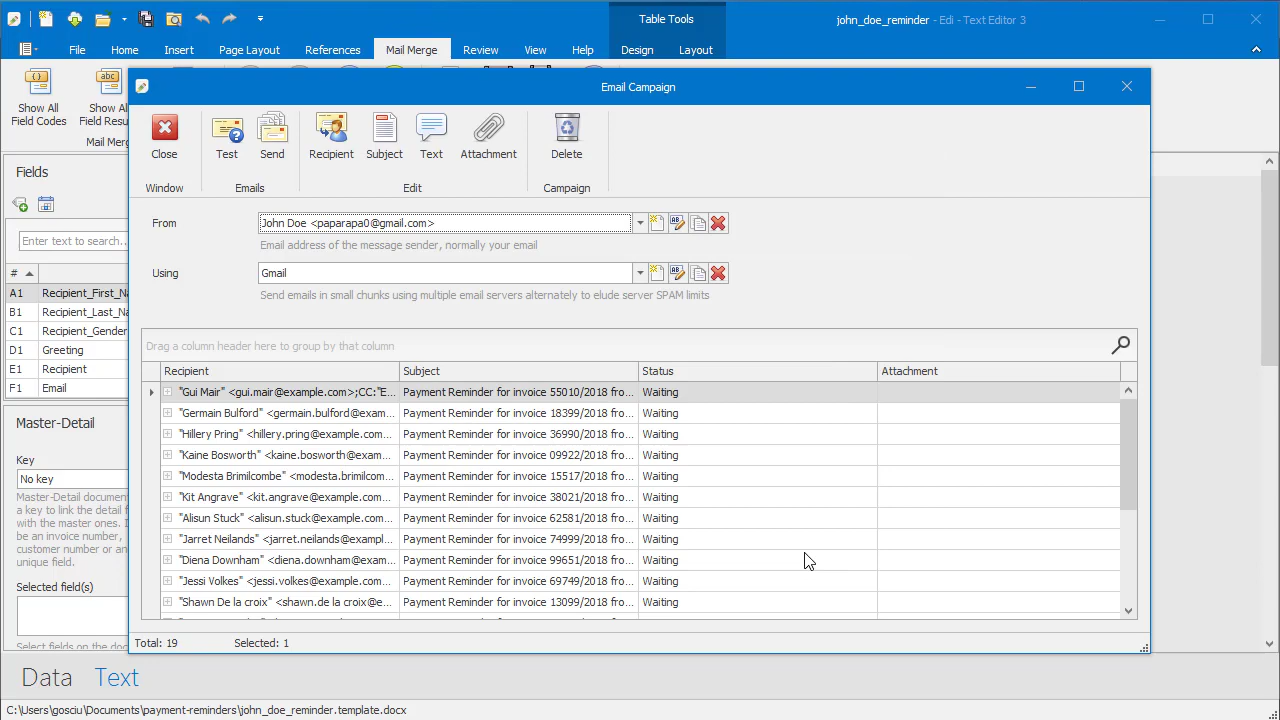 john_doe_reminder - Edi - Text Editor 3
Table Tools
File Home Insert Page Layout References Mail Merge Review View Help Design Layout
Show All
Field Codes
Show All
Field Resu
Mail Merg
Email Campaign
Close Test Send Recipient Subject Text Attachment Delete
Window Emails Edit Campaign
Fields
Enter text to search..
#
A1 Recipient_First_Na
B1 Recipient_Last_Na
C1 Recipient_Gender
D1 Greeting
E1 Recipient
F1 Email
Master-Detail
Key
No key
Master-Detail document
a key to link the detail f
with the master ones. I
be an invoice number,
customer number or an
unique field.
Selected field(s)
Select fields on the do
From John Doe <paparapa0@gmail.com>
Email address of the message sender, normally your email
Using Gmail
Send emails in small chunks using multiple email servers alternately to elude server SPAM limits
Drag a column header here to group by that column
Recipient Subject Status Attachment
"Gui Mair" <gui.mair@example.com>;CC:"E... Payment Reminder for invoice 55010/2018 fro... Waiting
"Germain Bulford" <germain.bulford@exam... Payment Reminder for invoice 18399/2018 fro... Waiting
"Hillery Pring" <hillery.pring@example.com... Payment Reminder for invoice 36990/2018 fro... Waiting
"Kaine Bosworth" <kaine.bosworth@exam... Payment Reminder for invoice 09922/2018 fro... Waiting
"Modesta Brimilcombe" <modesta.brimilcom... Payment Reminder for invoice 15517/2018 fro... Waiting
"Kit Angrave" <kit.angrave@example.com... Payment Reminder for invoice 38021/2018 fro... Waiting
"Alisun Stuck" <alisun.stuck@example.com... Payment Reminder for invoice 62581/2018 fro... Waiting
"Jarret Neilands" <jarret.neilands@exampl... Payment Reminder for invoice 74999/2018 fro... Waiting
"Diena Downham" <diena.downham@exam... Payment Reminder for invoice 99651/2018 fro... Waiting
"Jessi Volkes" <jessi.volkes@example.com... Payment Reminder for invoice 69749/2018 fro... Waiting
"Shawn De la croix" <shawn.de la croix@e... Payment Reminder for invoice 13099/2018 fro... Waiting
Total: 19 Selected: 1
Data Text
C:\Users\gosciu\Documents\payment-reminders\john_doe_reminder.template.docx